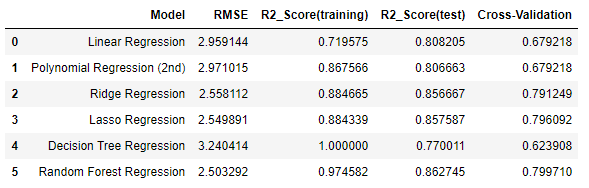 Model RMSE R2_Score(training) R2_Score(test) Cross-Validation
0 Linear Regression 2.959144 0.719575 0.808205 0.679218
1 Polynomial Regression (2nd) 2.971015 0.867566 0.806663 0.679218
2 Ridge Regression 2.558112 0.884665 0.856667 0.791249
3 Lasso Regression 2.549891 0.884339 0.857587 0.796092
4 Decision Tree Regression 3.240414 1.000000 0.770011 0.623908
5 Random Forest Regression 2.503292 0.974582 0.862745 0.799710